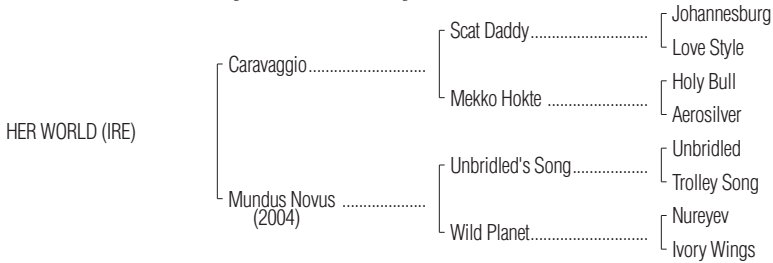 Johannesburg
Scat Daddy
Love Style
Caravaggio
Holy Bull
Mekko Hokte
Aerosilver
HER WORLD (IRE)
Unbridled
Unbridled's Song
Trolley Song
Mundus Novus
(2004)
Nureyev
Wild Planet
Ivory Wings